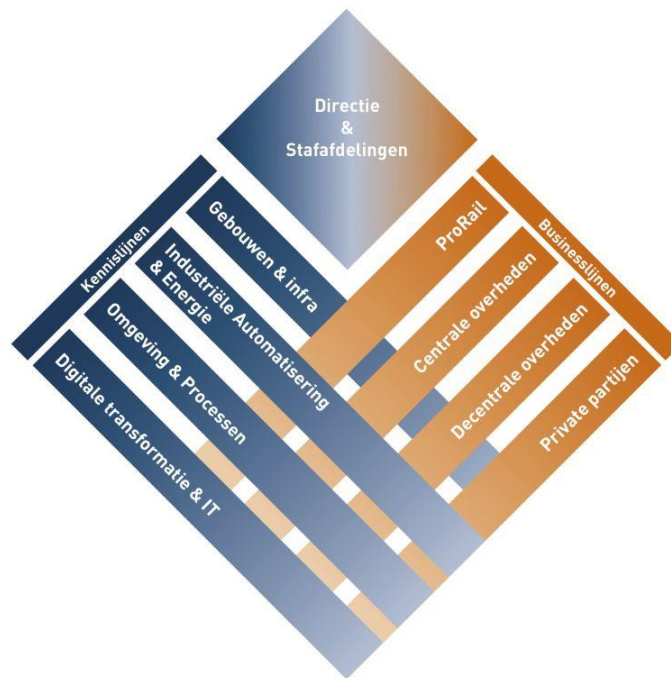 Directie
&
Stafafdelingen
Kennislijnen
Gebouwen & infra
Industriële Automatisering
& Energie
Omgeving & Processen
Digitale transformatie & IT
Businesslijnen
ProRail
Centrale overheden
Decentrale overheden
Private partijen